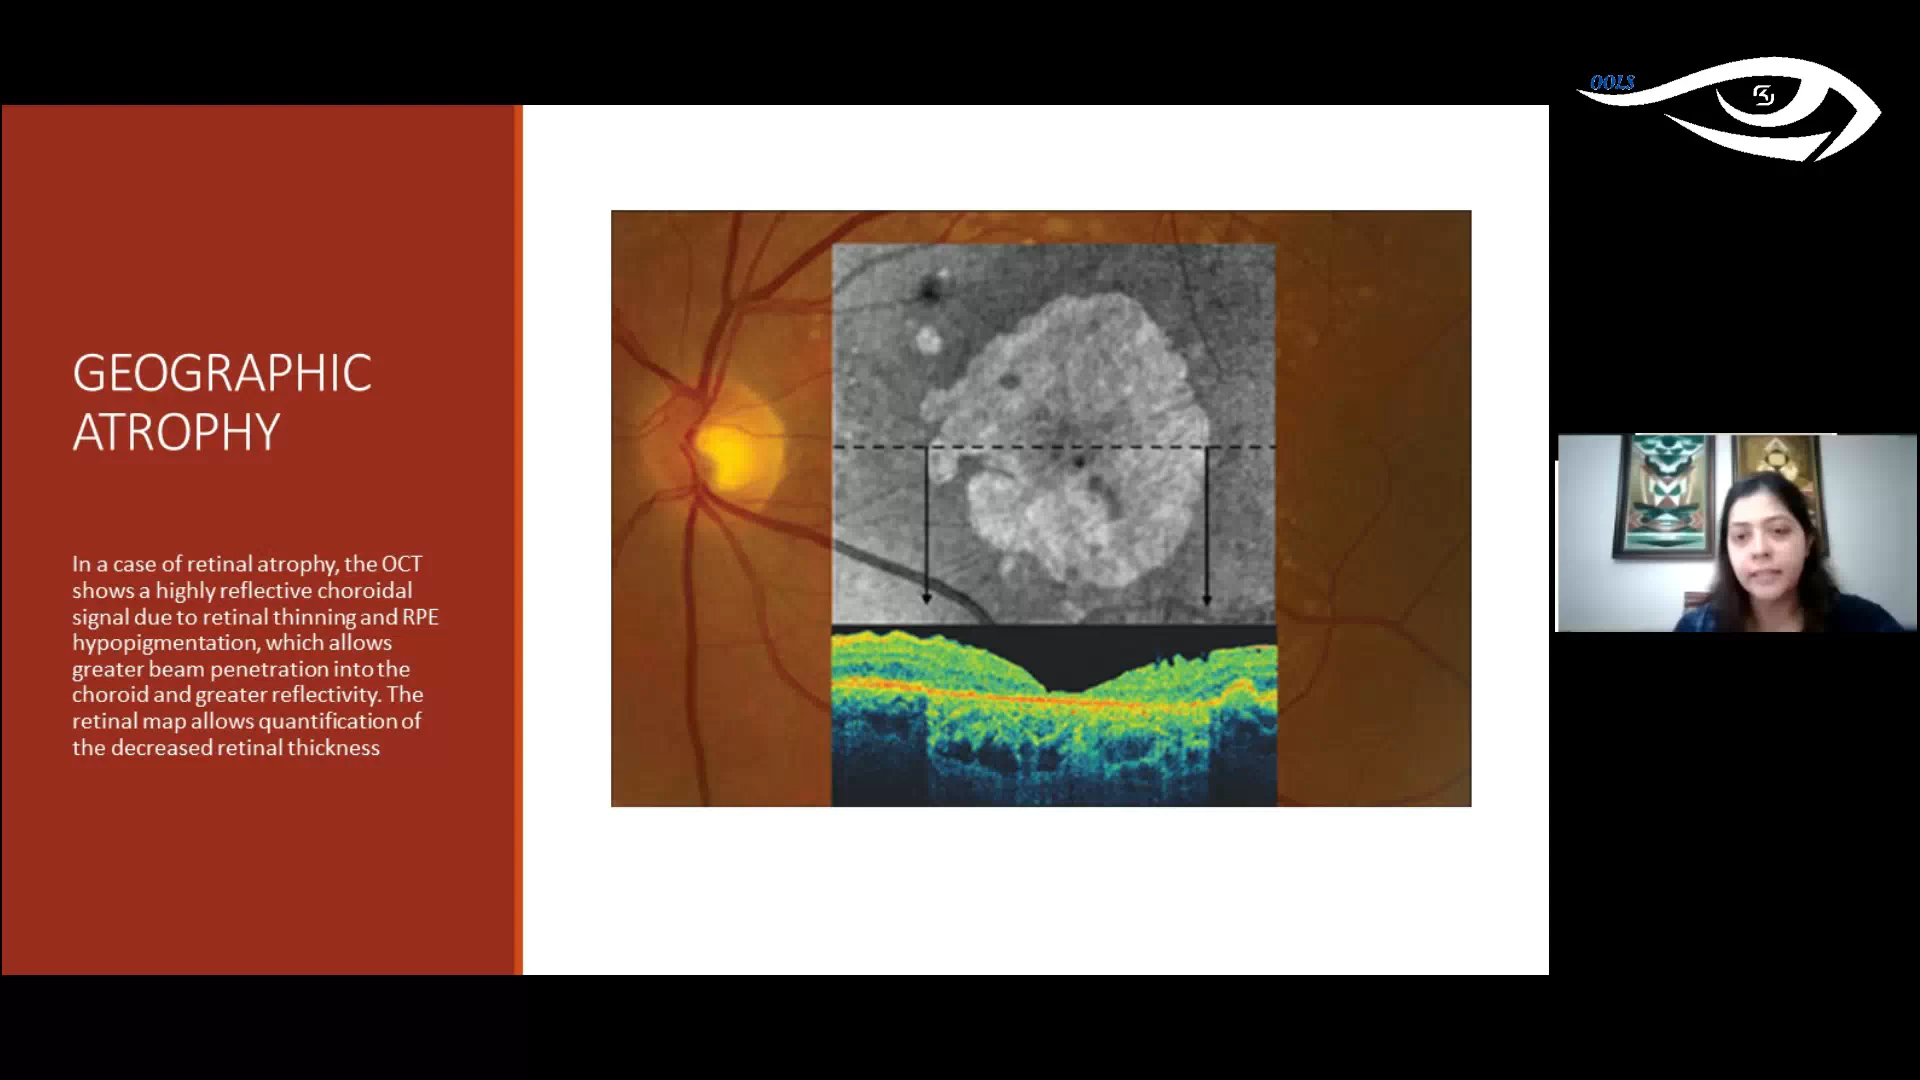 OOLS
GEOGRAPHIC
ATROPHY
In a case of retinal atrophy, the OCT
shows a highly reflective choroidal
signal due to retinal thinning and RPE
hypopigmentation, which allows
greater beam penetration into the
choroid and greater reflectivity. The
retinal map allows quantification of
the decreased retinal thickness